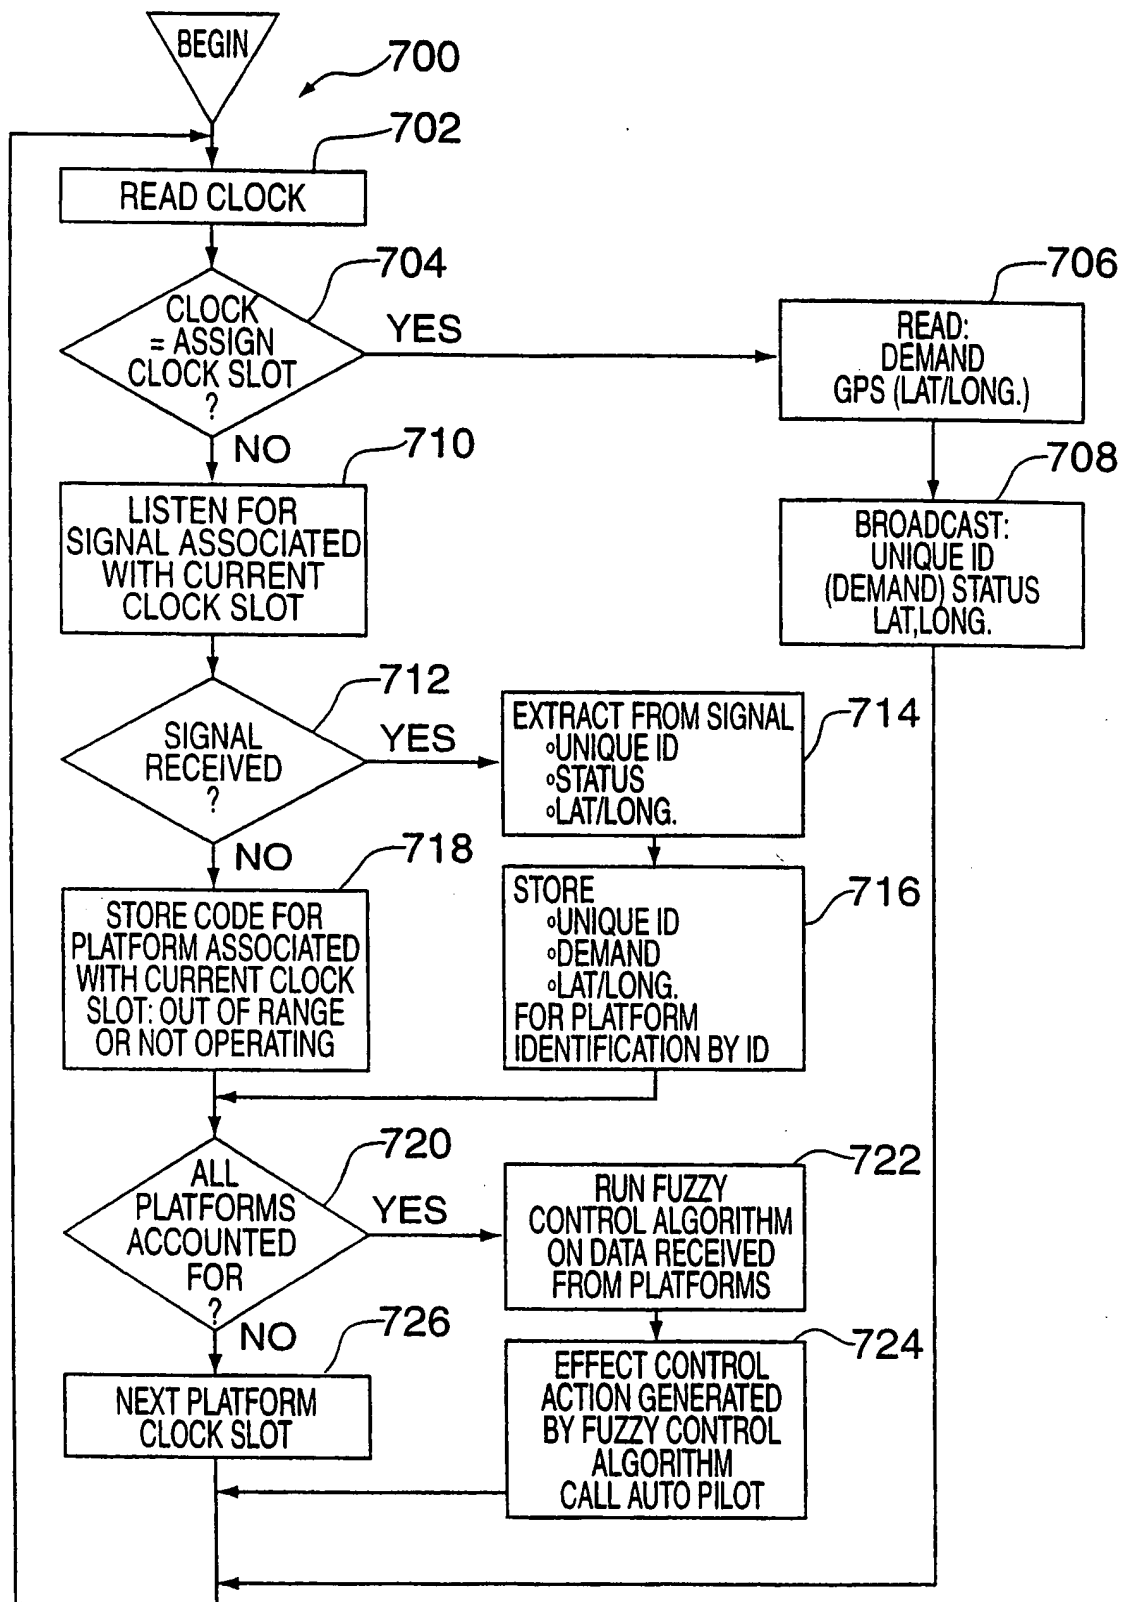 BEGIN
700
702
READ CLOCK
704
CLOCK
= ASSIGN
CLOCK SLOT
?
YES
706
READ:
DEMAND
GPS (LAT/LONG.)
NO
710
LISTEN FOR
SIGNAL ASSOCIATED
WITH CURRENT
CLOCK SLOT
708
BROADCAST:
UNIQUE ID
(DEMAND) STATUS
LAT,LONG.
712
SIGNAL
RECEIVED
?
YES
714
EXTRACT FROM SIGNAL
∘UNIQUE ID
∘STATUS
∘LAT/LONG.
NO
718
STORE CODE FOR
PLATFORM ASSOCIATED
WITH CURRENT CLOCK
SLOT: OUT OF RANGE
OR NOT OPERATING
716
STORE
∘UNIQUE ID
∘DEMAND
∘LAT/LONG.
FOR PLATFORM
IDENTIFICATION BY ID
720
ALL
PLATFORMS
ACCOUNTED
FOR
?
YES
722
RUN FUZZY
CONTROL ALGORITHM
ON DATA RECEIVED
FROM PLATFORMS
NO
726
NEXT PLATFORM
CLOCK SLOT
724
EFFECT CONTROL
ACTION GENERATED
BY FUZZY CONTROL
ALGORITHM
CALL AUTO PILOT